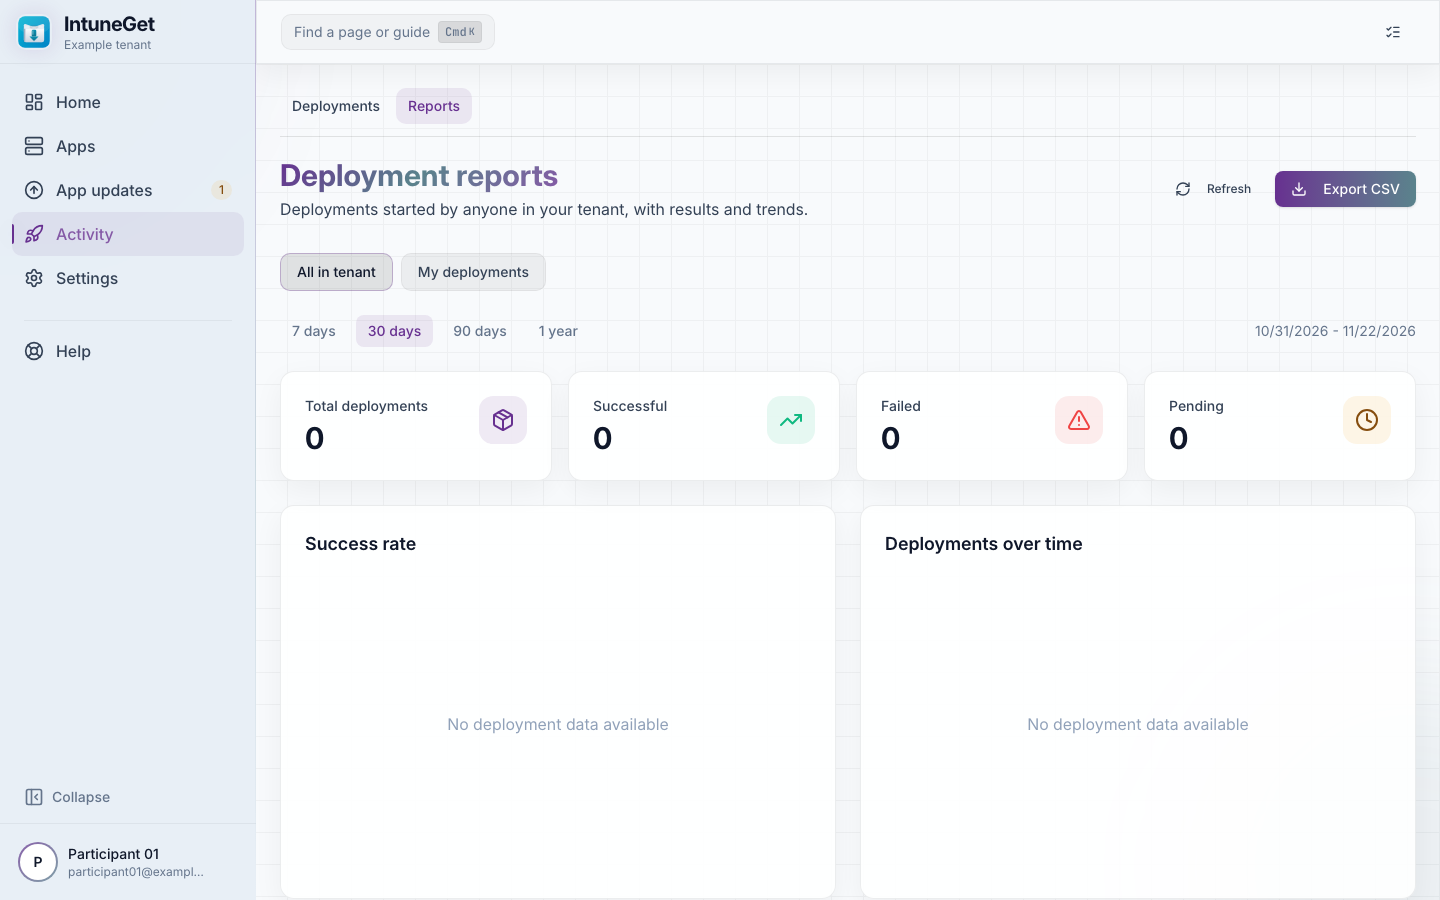 IntuneGet
Example tenant
Find a page or guide Cmd K
Home
Apps
App updates 1
Activity
Settings
Help
Collapse
P
Participant 01
participant01@exampl...
Deployments Reports
Deployment reports
Deployments started by anyone in your tenant, with results and trends.
Refresh
Export CSV
All in tenant My deployments
7 days 30 days 90 days 1 year
10/31/2026 - 11/22/2026
Total deployments
0
Successful
0
Failed
0
Pending
0
Success rate
No deployment data available
Deployments over time
No deployment data available